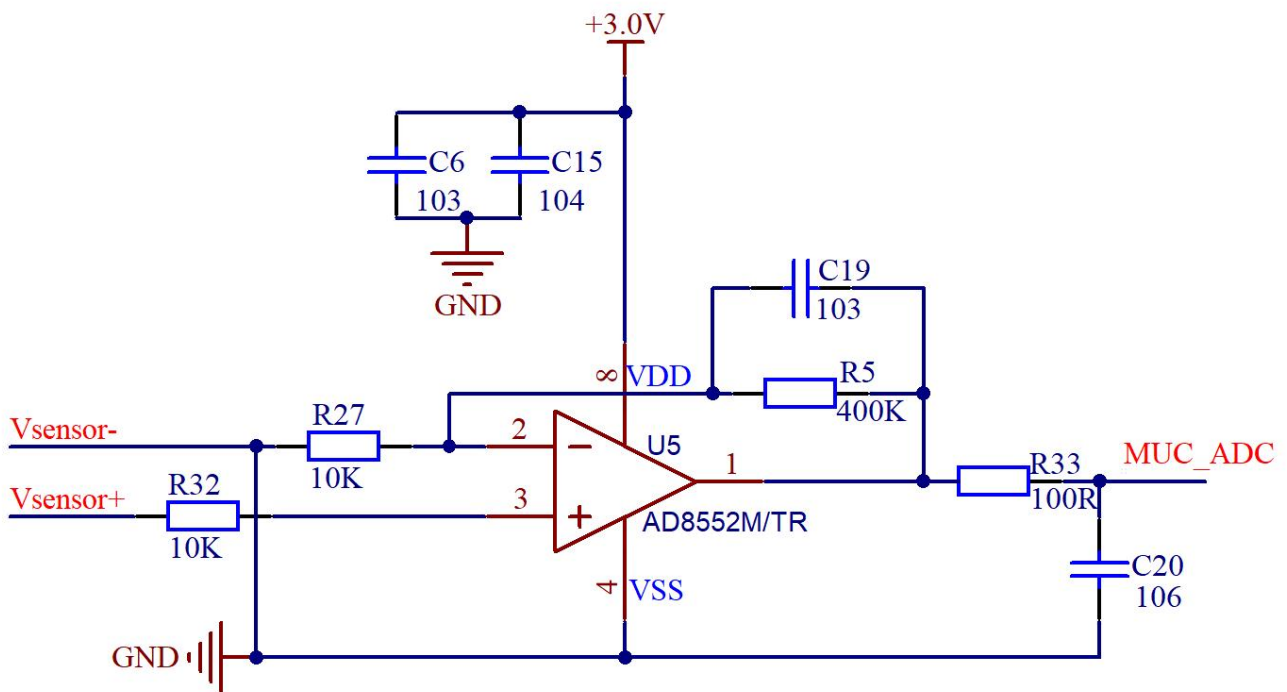 +3.0V
C6
103
C15
104
GND
C19
103
8
VDD
R5
400K
Vsensor-
R27
10K
2
U5
1
R33
100R
MUC_ADC
Vsensor+
R32
10K
3
AD8552M/TR
4
VSS
C20
106
GND